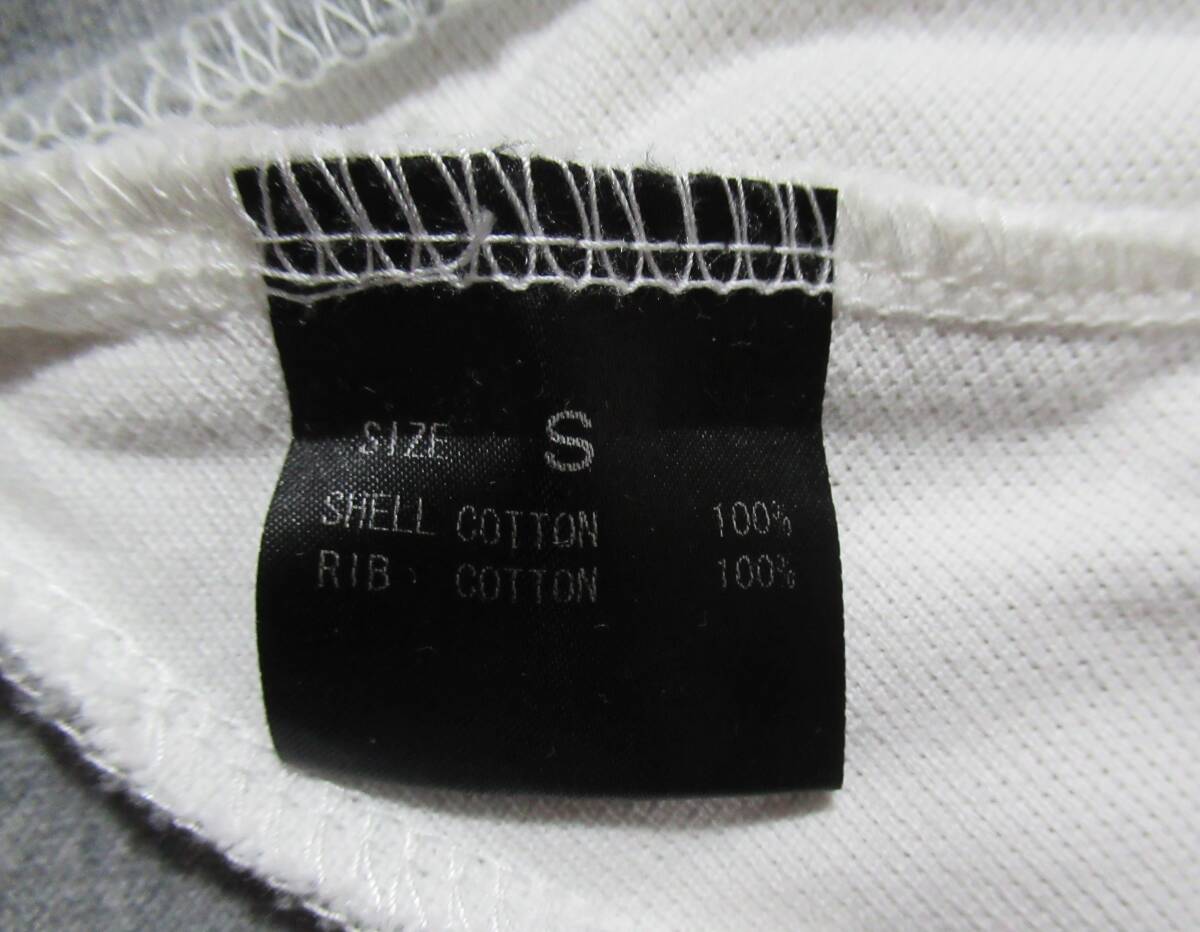 SIZE S
SHELL COTTON 100%
RIB COTTON 100%